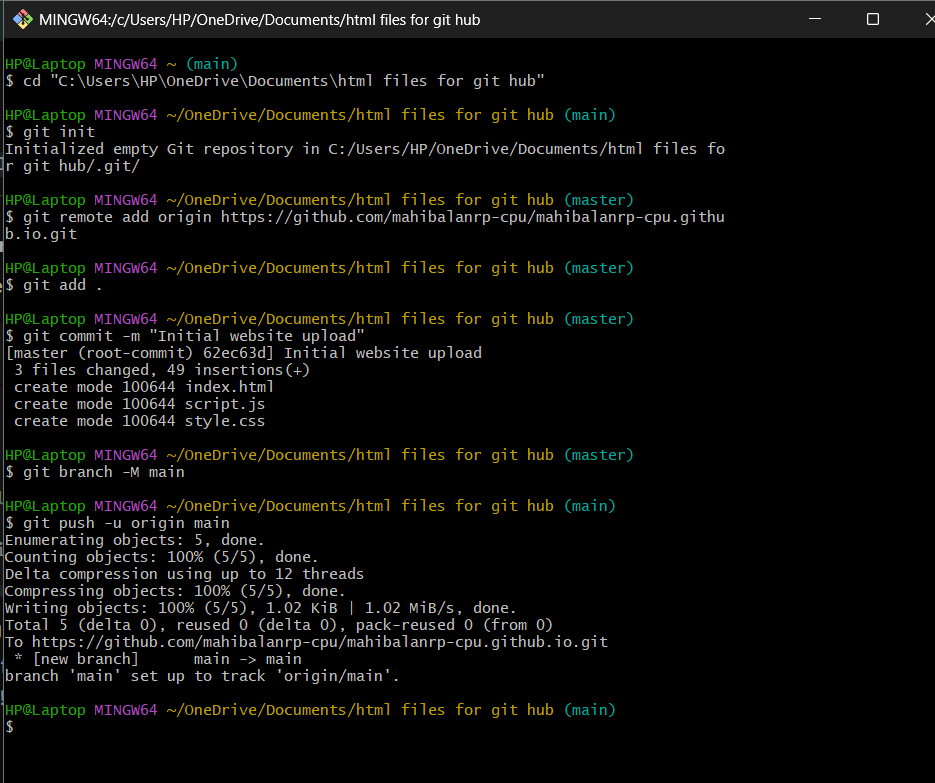 MINGW64:/c/Users/HP/OneDrive/Documents/html files for git hub
HP@Laptop MINGW64 ~ (main)
$ cd "C:\Users\HP\OneDrive\Documents\html files for git hub"
HP@Laptop MINGW64 ~/OneDrive/Documents/html files for git hub (main)
$ git init
Initialized empty Git repository in C:/Users/HP/OneDrive/Documents/html files fo
r git hub/.git/
HP@Laptop MINGW64 ~/OneDrive/Documents/html files for git hub (master)
$ git remote add origin https://github.com/mahibalanrp-cpu/mahibalanrp-cpu.githu
b.io.git
HP@Laptop MINGW64 ~/OneDrive/Documents/html files for git hub (master)
$ git add .
HP@Laptop MINGW64 ~/OneDrive/Documents/html files for git hub (master)
$ git commit -m "Initial website upload"
[master (root-commit) 62ec63d] Initial website upload
 3 files changed, 49 insertions(+)
 create mode 100644 index.html
 create mode 100644 script.js
 create mode 100644 style.css
HP@Laptop MINGW64 ~/OneDrive/Documents/html files for git hub (master)
$ git branch -M main
HP@Laptop MINGW64 ~/OneDrive/Documents/html files for git hub (main)
$ git push -u origin main
Enumerating objects: 5, done.
Counting objects: 100% (5/5), done.
Delta compression using up to 12 threads
Compressing objects: 100% (5/5), done.
Writing objects: 100% (5/5), 1.02 KiB | 1.02 MiB/s, done.
Total 5 (delta 0), reused 0 (delta 0), pack-reused 0 (from 0)
To https://github.com/mahibalanrp-cpu/mahibalanrp-cpu.github.io.git
 * [new branch]      main -> main
branch 'main' set up to track 'origin/main'.
HP@Laptop MINGW64 ~/OneDrive/Documents/html files for git hub (main)
$